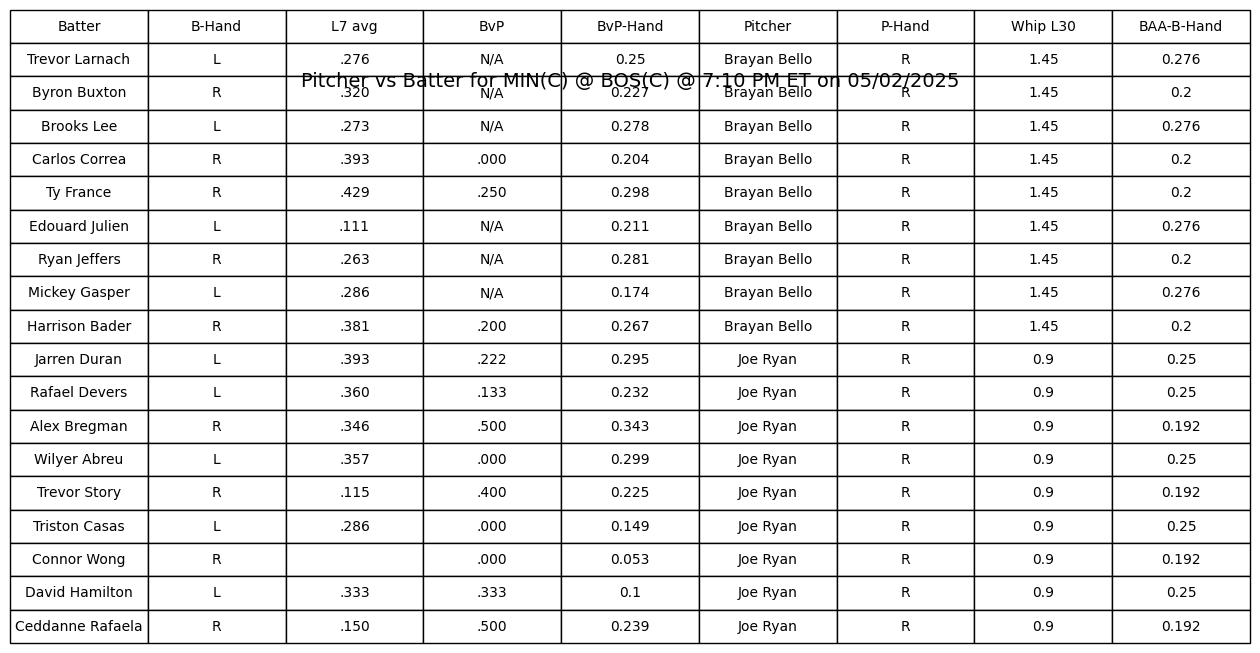 Batter B-Hand L7 avg BvP BvP-Hand Pitcher P-Hand Whip L30 BAA-B-Hand
Trevor Larnach L .276 N/A 0.25 Brayan Bello R 1.45 0.276
Pitcher vs Batter for MIN(C) @ BOS(C) @ 7:10 PM ET on 05/02/2025
Byron Buxton R .320 N/A 0.227 Brayan Bello R 1.45 0.2
Brooks Lee L .273 N/A 0.278 Brayan Bello R 1.45 0.276
Carlos Correa R .393 .000 0.204 Brayan Bello R 1.45 0.2
Ty France R .429 .250 0.298 Brayan Bello R 1.45 0.2
Edouard Julien L .111 N/A 0.211 Brayan Bello R 1.45 0.276
Ryan Jeffers R .263 N/A 0.281 Brayan Bello R 1.45 0.2
Mickey Gasper L .286 N/A 0.174 Brayan Bello R 1.45 0.276
Harrison Bader R .381 .200 0.267 Brayan Bello R 1.45 0.2
Jarren Duran L .393 .222 0.295 Joe Ryan R 0.9 0.25
Rafael Devers L .360 .133 0.232 Joe Ryan R 0.9 0.25
Alex Bregman R .346 .500 0.343 Joe Ryan R 0.9 0.192
Wilyer Abreu L .357 .000 0.299 Joe Ryan R 0.9 0.25
Trevor Story R .115 .400 0.225 Joe Ryan R 0.9 0.192
Triston Casas L .286 .000 0.149 Joe Ryan R 0.9 0.25
Connor Wong R .000 0.053 Joe Ryan R 0.9 0.192
David Hamilton L .333 .333 0.1 Joe Ryan R 0.9 0.25
Ceddanne Rafaela R .150 .500 0.239 Joe Ryan R 0.9 0.192